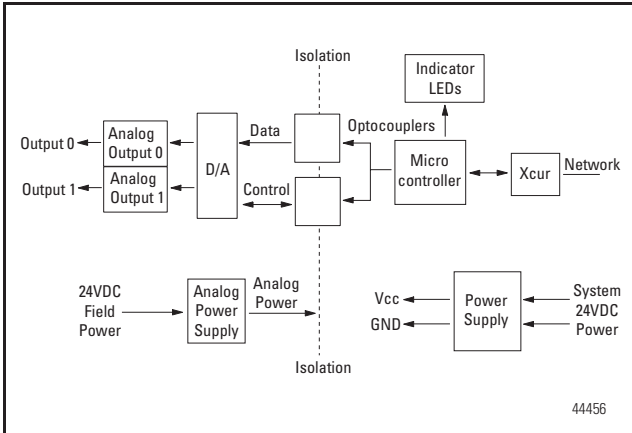 Isolation
Indicator
LEDs
Output 0
Analog
Output 0
D/A
Data
Optocouplers
Micro
controller
Xcur
Network
Output 1
Analog
Output 1
Control
24VDC
Field
Power
Analog
Power
Supply
Analog
Power
Vcc
GND
Power
Supply
System
24VDC
Power
Isolation
44456